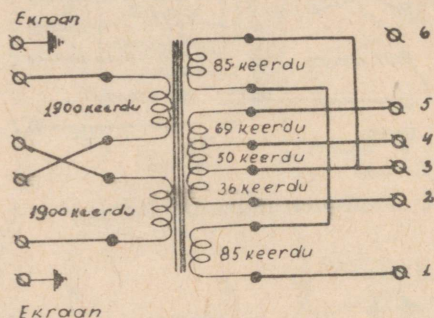 Ekraan
6
85 keerdu
1900 keerdu
5
69 keerdu
4
50 keerdu
3
36 keerdu
2
1900 keerdu
85 keerdu
1
Ekraan